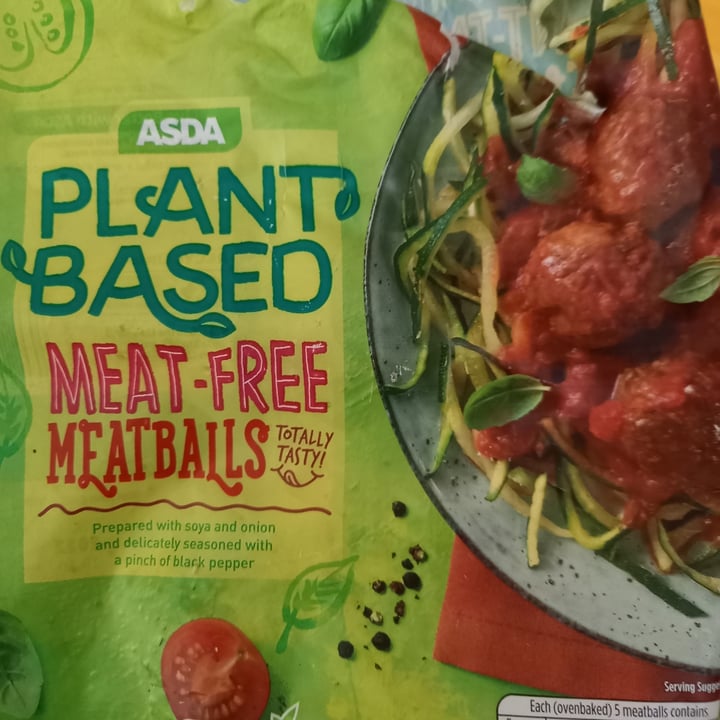 ASDA
PLANT
BASED
MEAT-FREE
MEATBALLS
TOTALLY
TASTY!
Prepared with soya and onion
and delicately seasoned with
a pinch of black pepper
Serving
Each (ovenbaked) 5 meatballs contains